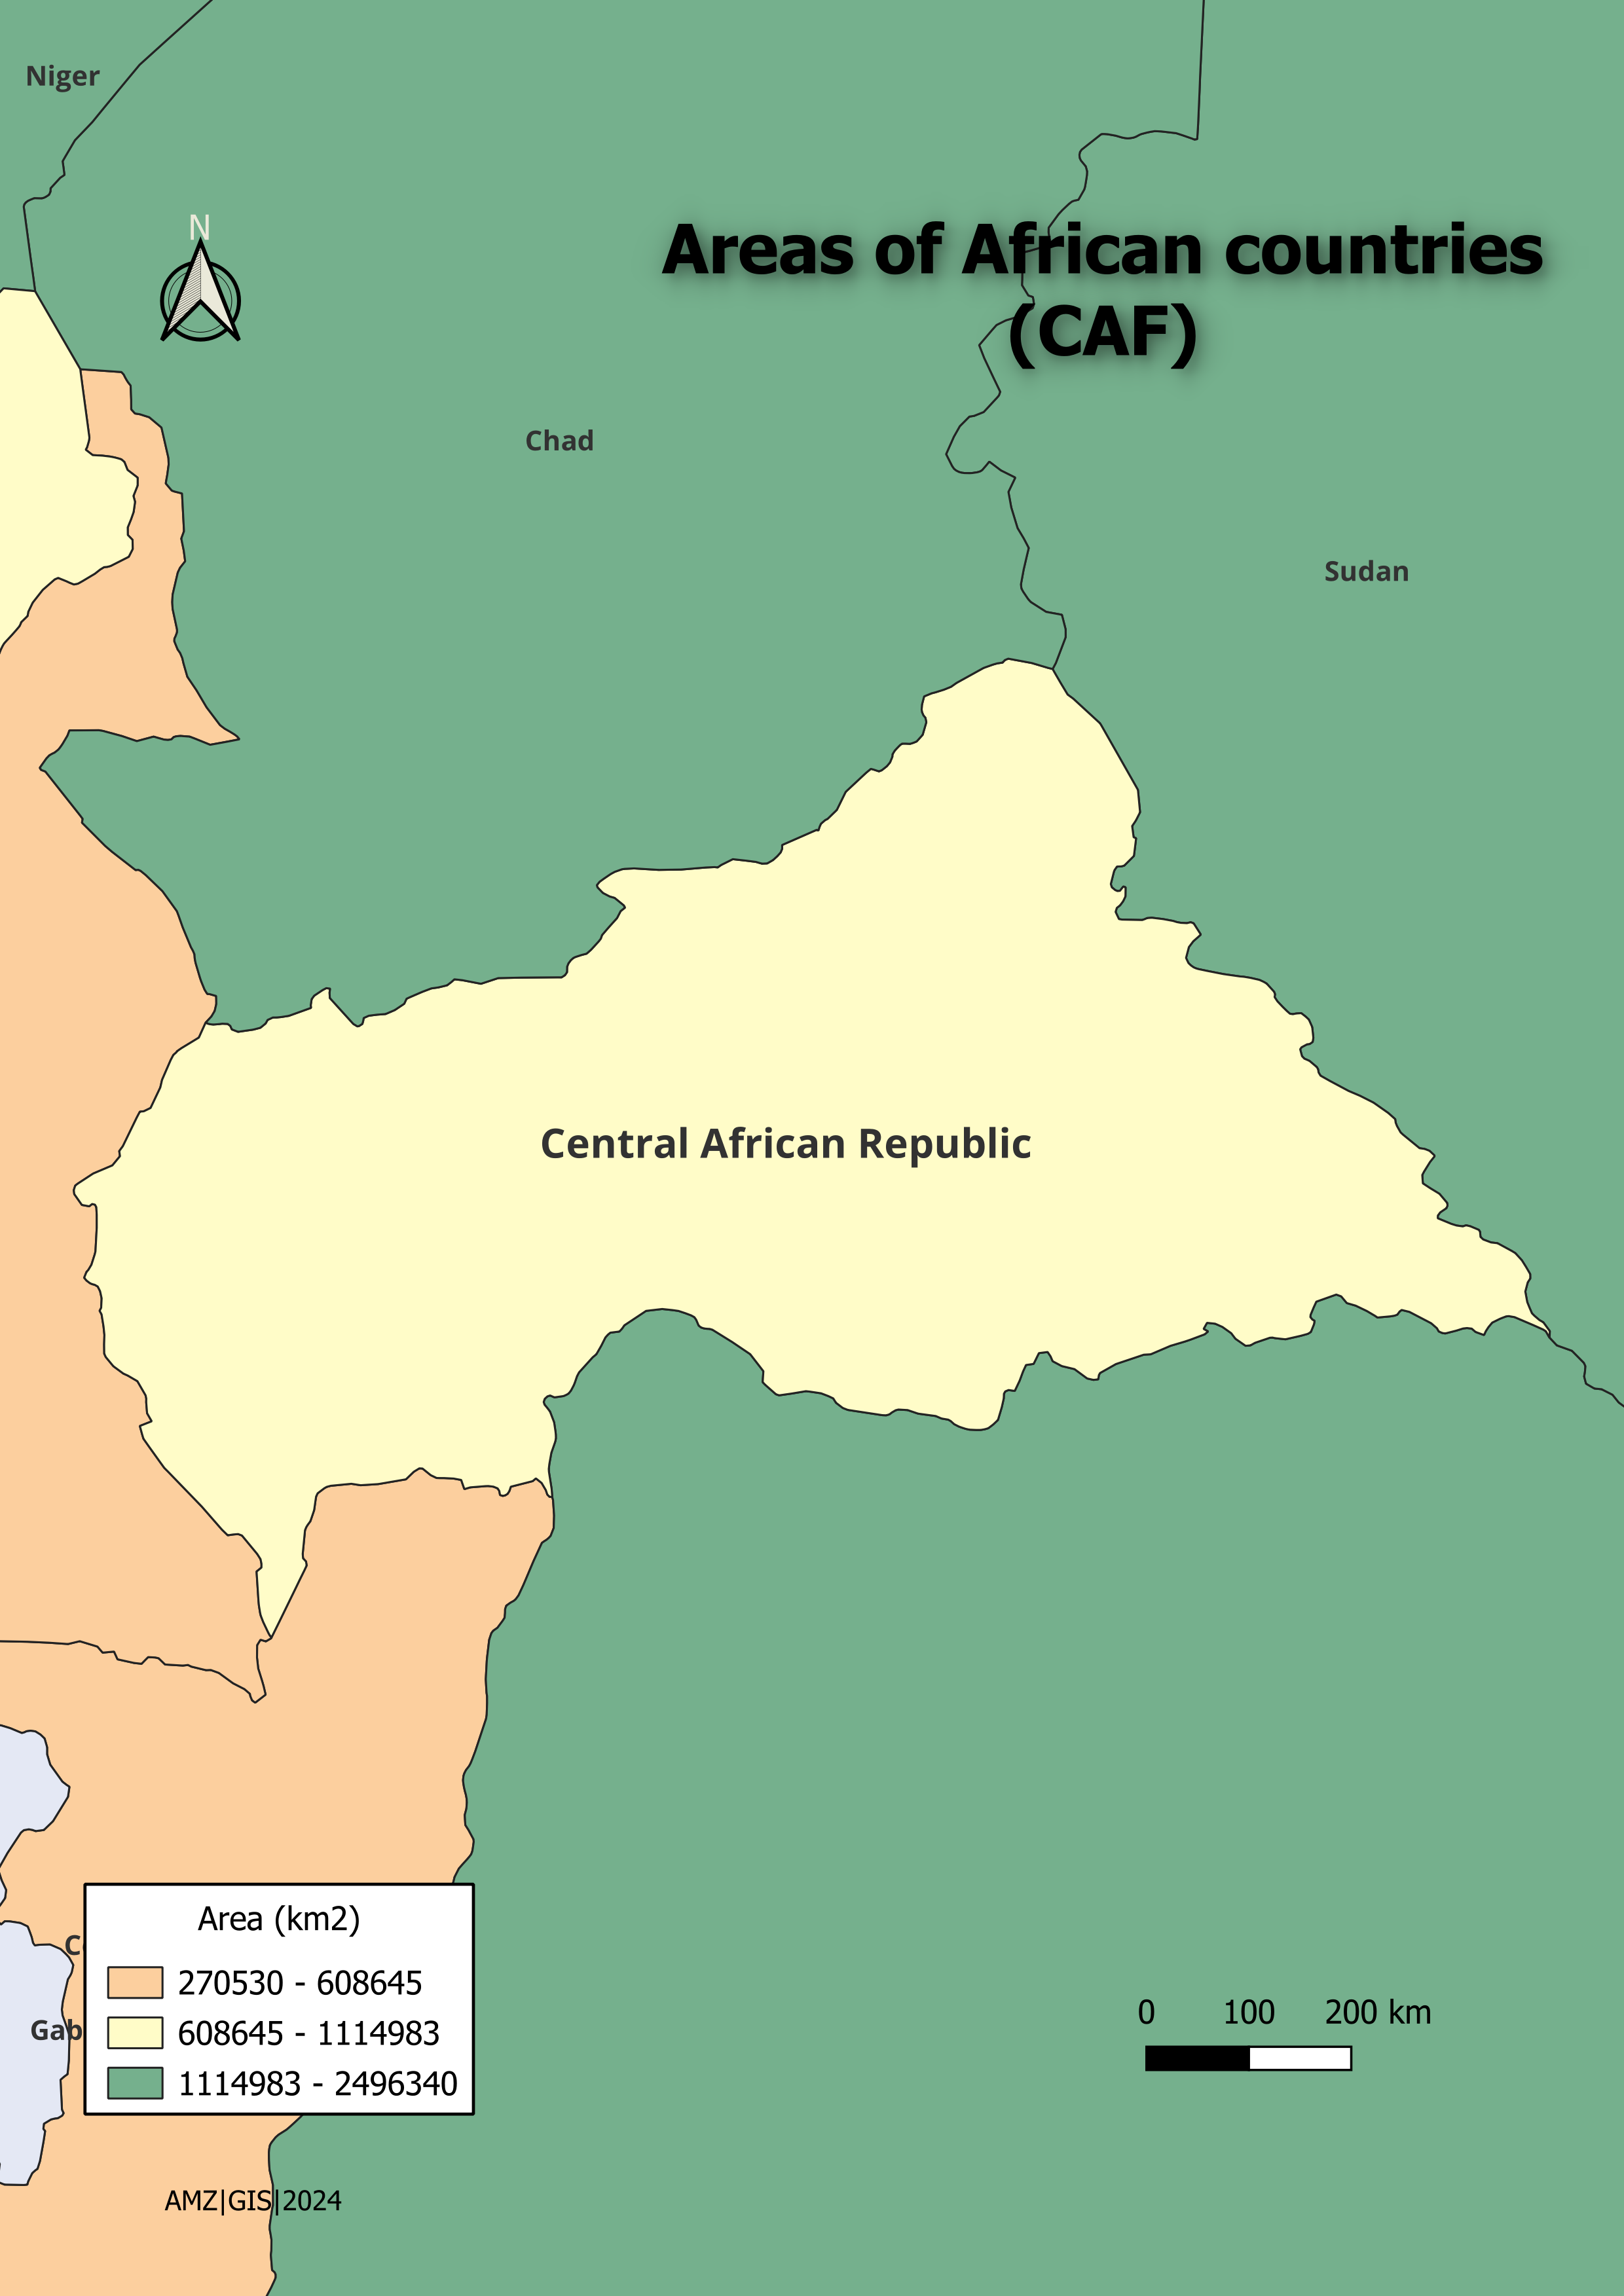 Niger
N
Areas of African countries
(CAF)
Chad
Sudan
Central African Republic
Area (km2)
270530 - 608645
608645 - 1114983
1114983 - 2496340
C
Gab
0 100 200 km
AMZ|GIS|2024